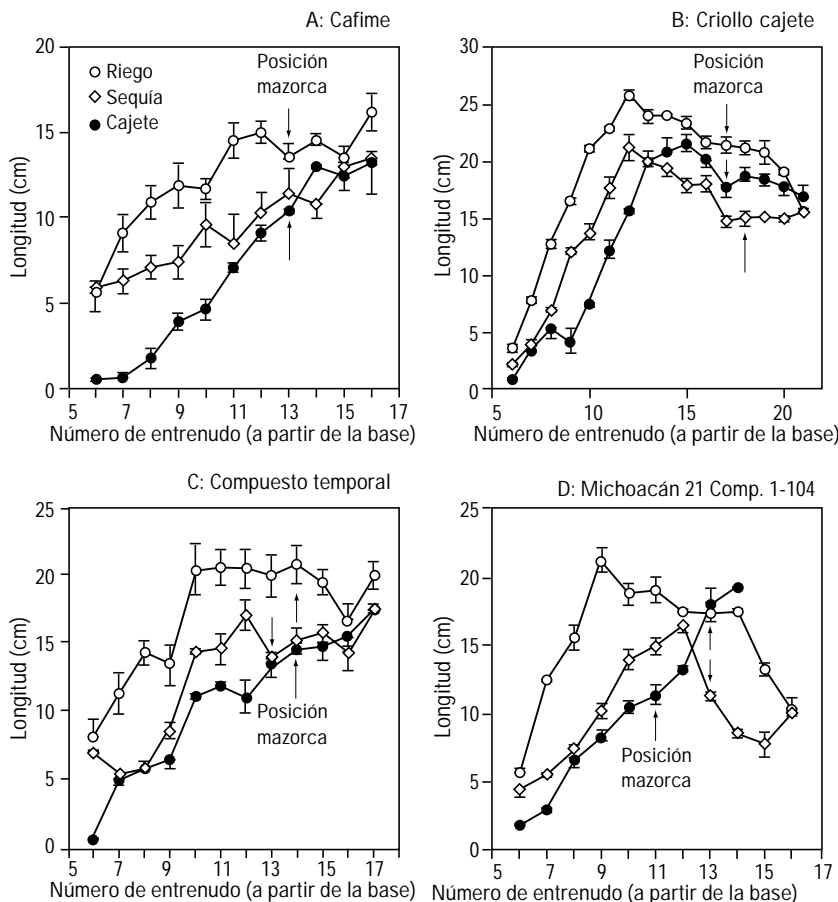 A: Cafime
20
15
10
5
0
Longitud (cm)
Riego
Sequía
Cajete
Posición
mazorca
5 7 9 11 13 15 17
Número de entrenudo (a partir de la base)
B: Criollo cajete
30
25
20
15
10
5
0
Longitud (cm)
Posición
mazorca
5 10 15 20
Número de entrenudo (a partir de la base)
C: Compuesto temporal
25
20
15
10
5
0
Longitud (cm)
Posición
mazorca
5 7 9 11 13 15 17
Número de entrenudo (a partir de la base)
D: Michoacán 21 Comp. 1-104
25
20
15
10
5
0
Longitud (cm)
Posición
mazorca
5 7 9 11 13 15 17
Número de entrenudo (a partir de la base)